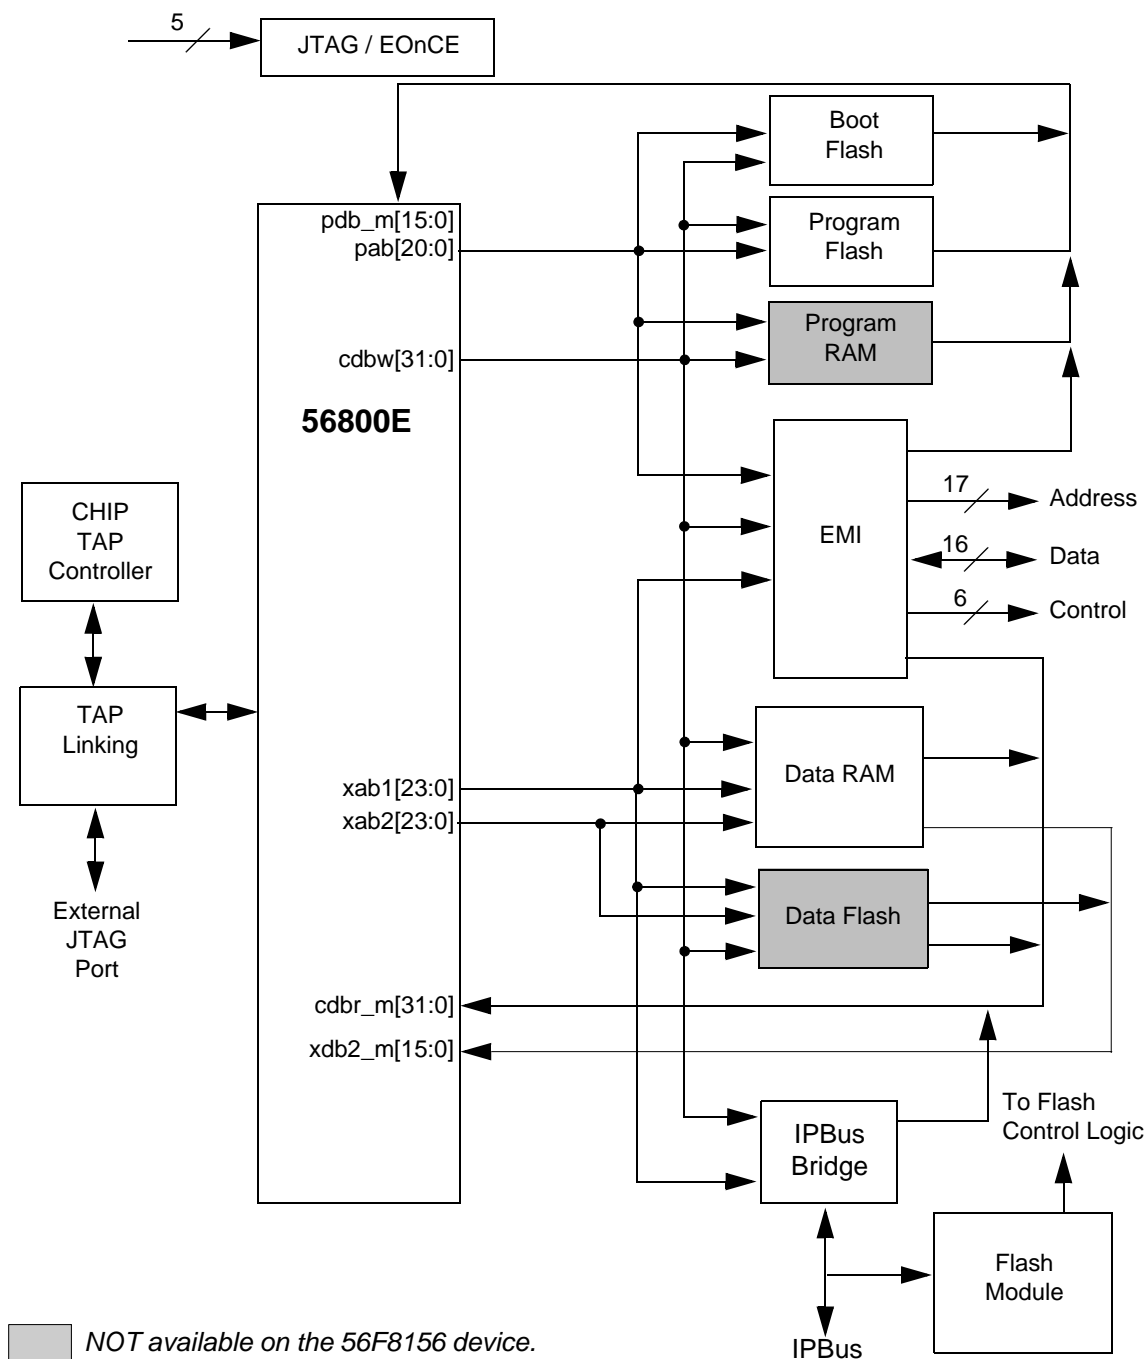 5
JTAG / EOnCE
Boot
Flash
pdb_m[15:0]
pab[20:0]
Program
Flash
cdbw[31:0]
Program
RAM
56800E
CHIP
TAP
Controller
EMI
17
Address
16
Data
6
Control
TAP
Linking
xab1[23:0]
xab2[23:0]
Data RAM
External
JTAG
Port
Data Flash
cdbr_m[31:0]
xdb2_m[15:0]
IPBus
Bridge
To Flash
Control Logic
Flash
Module
NOT available on the 56F8156 device.
IPBus